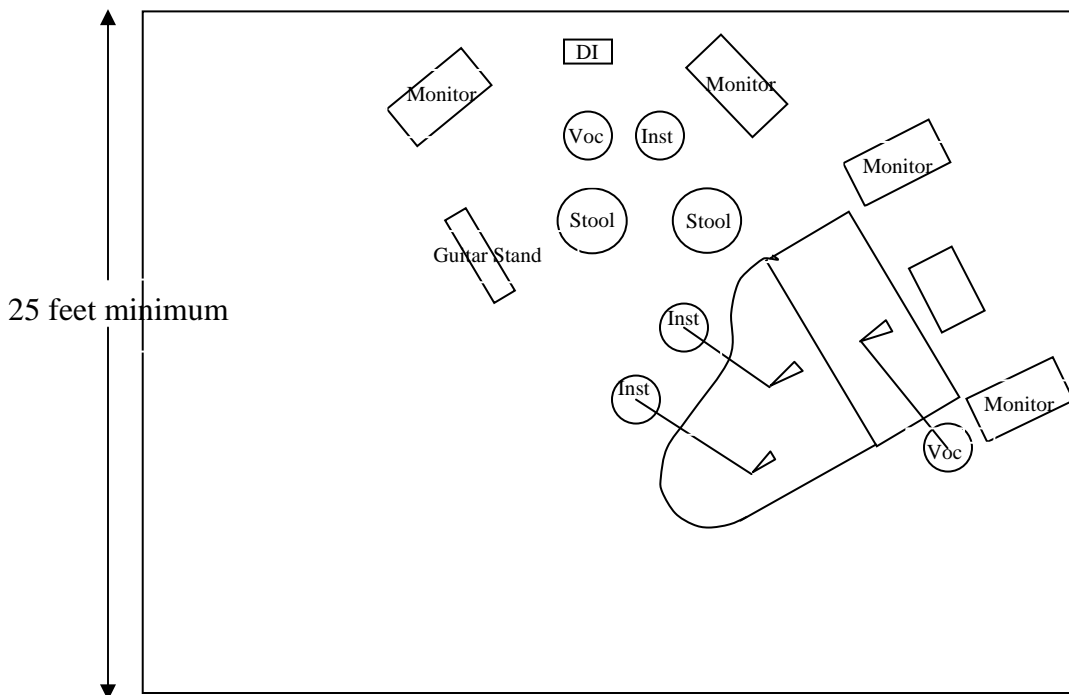 DI
Monitor
Monitor
Voc
Inst
Monitor
Stool
Stool
Guitar Stand
25 feet minimum
Inst
Inst
Monitor
Voc